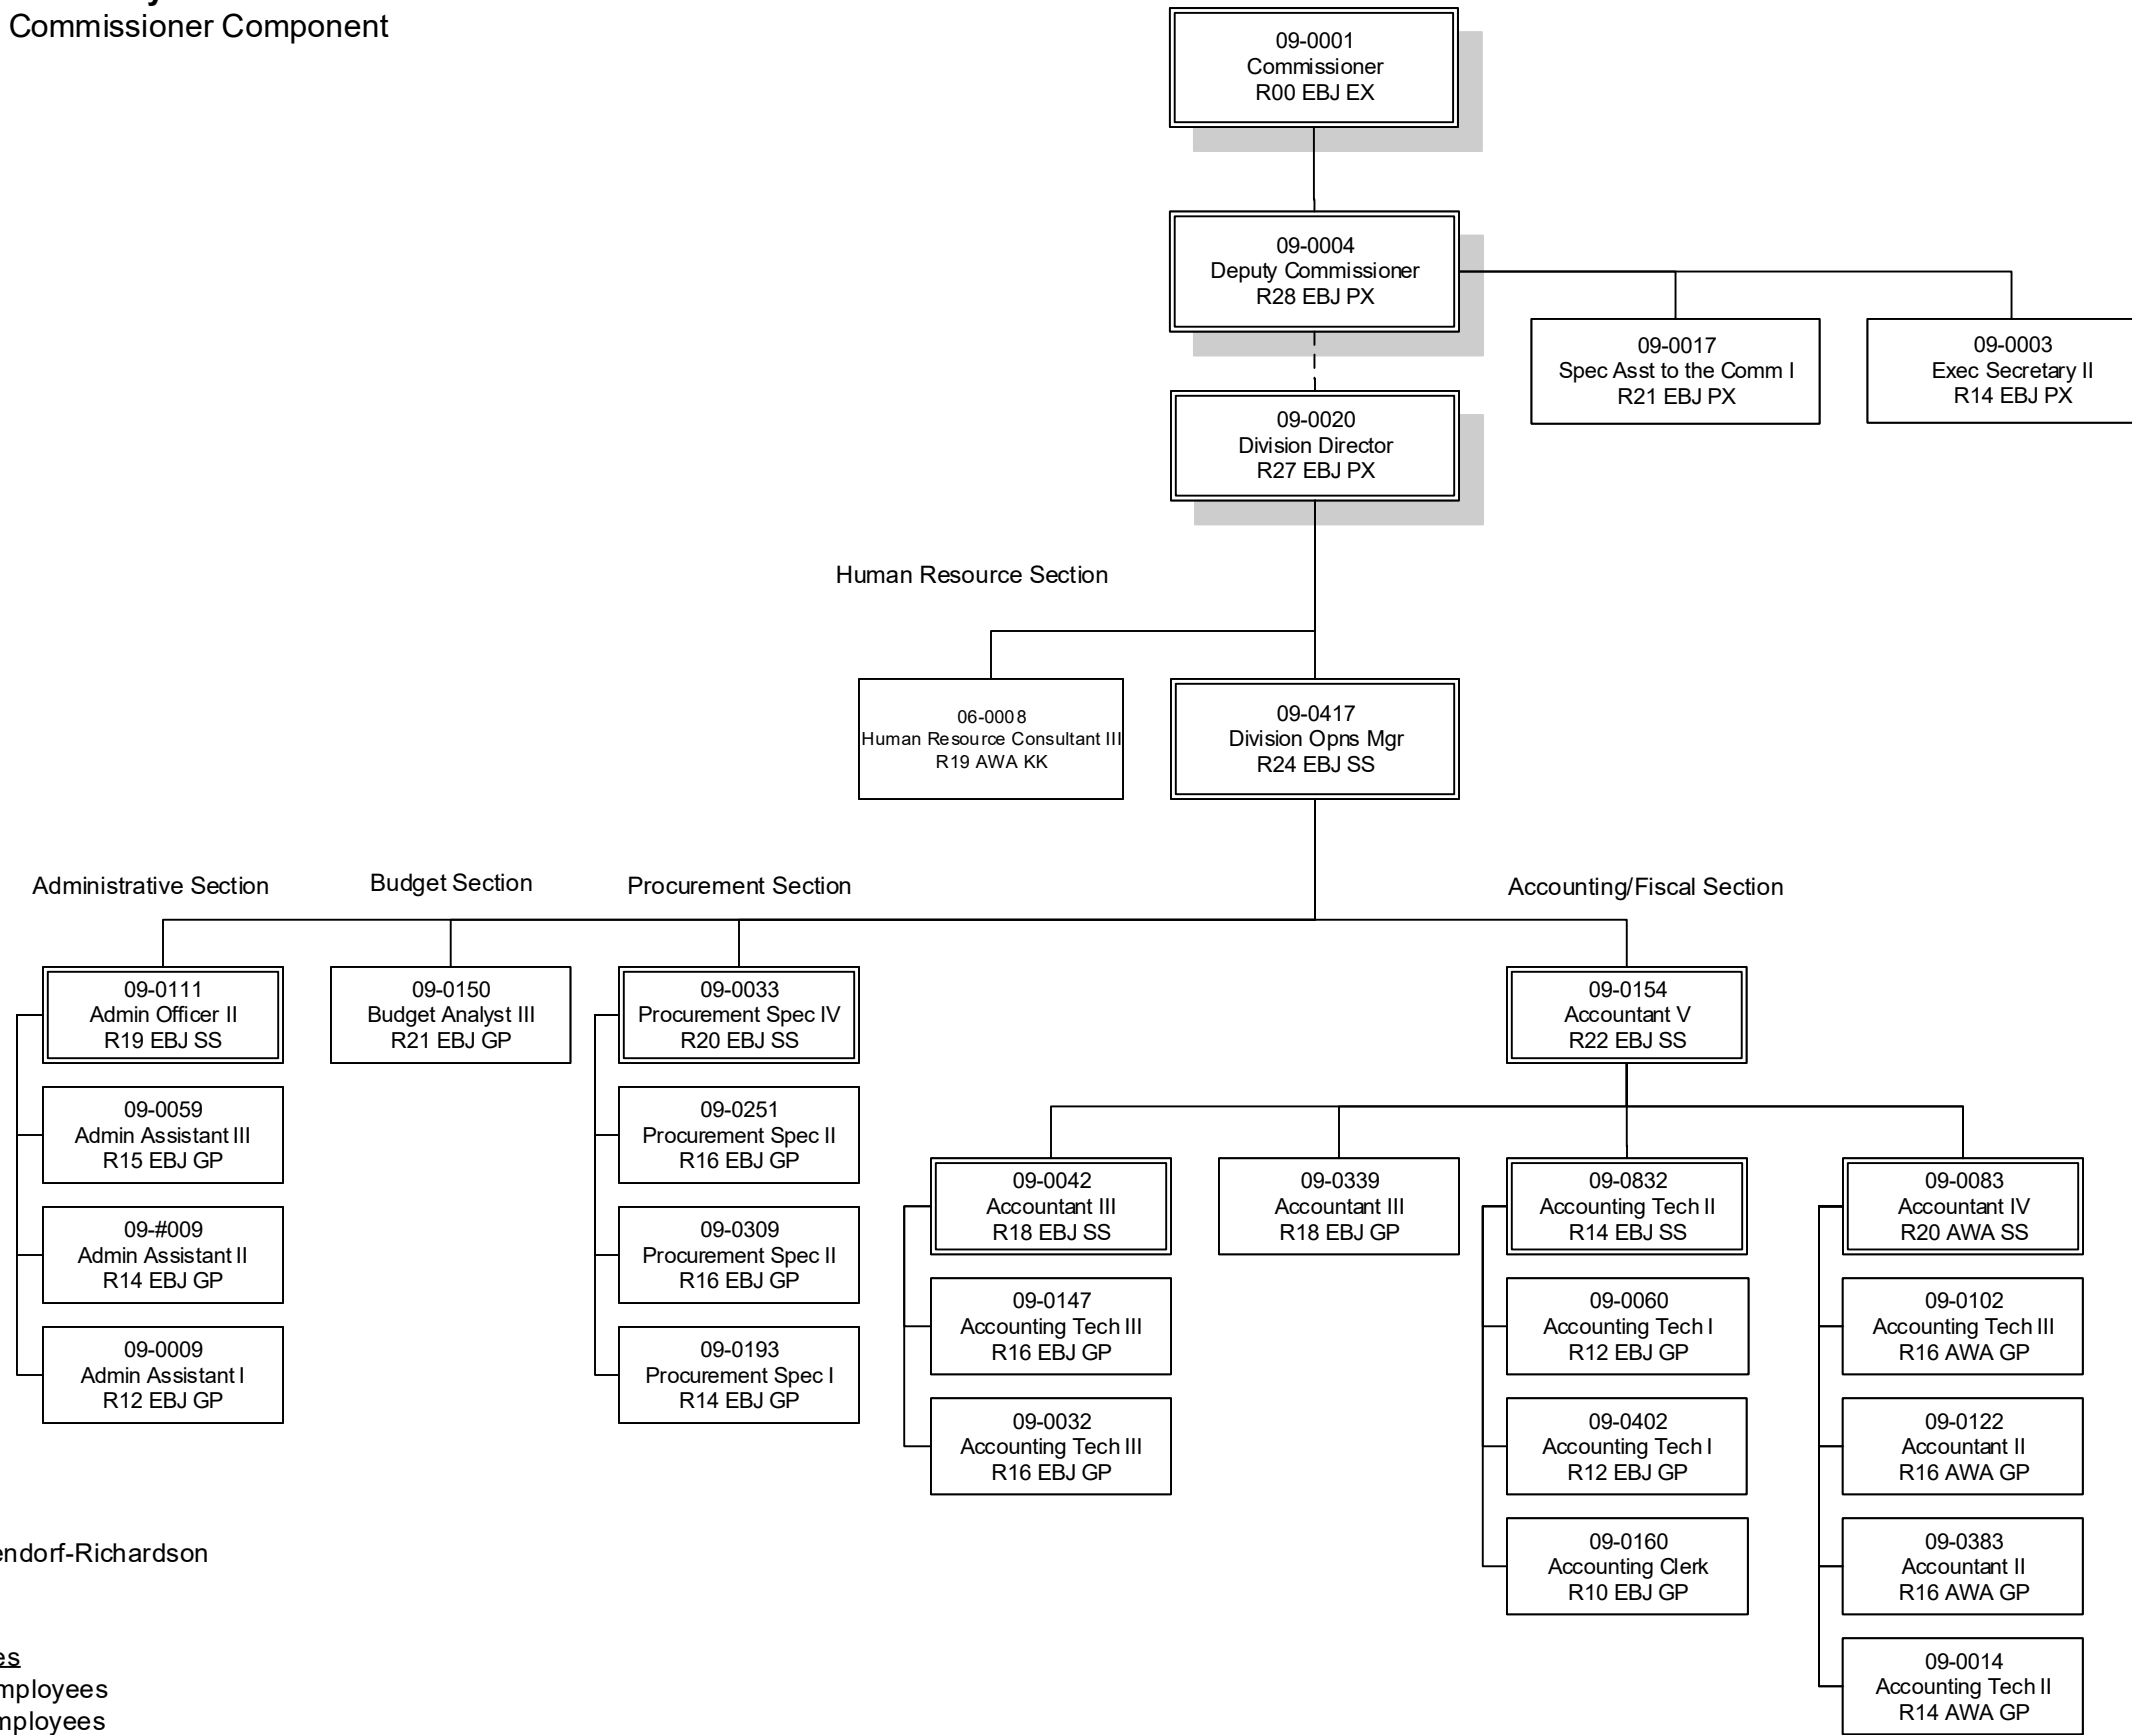 Commissioner Component
09-0001
Commissioner
R00 EBJ EX
09-0004
Deputy Commissioner
R28 EBJ PX
09-0017
Spec Asst to the Comm I
R21 EBJ PX
09-0003
Exec Secretary II
R14 EBJ PX
09-0020
Division Director
R27 EBJ PX
Human Resource Section
06-0008
Human Resource Consultant III
R19 AWA KK
09-0417
Division Opns Mgr
R24 EBJ SS
Administrative Section
Budget Section
Procurement Section
Accounting/Fiscal Section
09-0111
Admin Officer II
R19 EBJ SS
09-0059
Admin Assistant III
R15 EBJ GP
09-#009
Admin Assistant II
R14 EBJ GP
09-0009
Admin Assistant I
R12 EBJ GP
09-0150
Budget Analyst III
R21 EBJ GP
09-0033
Procurement Spec IV
R20 EBJ SS
09-0251
Procurement Spec II
R16 EBJ GP
09-0309
Procurement Spec II
R16 EBJ GP
09-0193
Procurement Spec I
R14 EBJ GP
09-0154
Accountant V
R22 EBJ SS
09-0042
Accountant III
R18 EBJ SS
09-0147
Accounting Tech III
R16 EBJ GP
09-0032
Accounting Tech III
R16 EBJ GP
09-0339
Accountant III
R18 EBJ GP
09-0832
Accounting Tech II
R14 EBJ SS
09-0060
Accounting Tech I
R12 EBJ GP
09-0402
Accounting Tech I
R12 EBJ GP
09-0160
Accounting Clerk
R10 EBJ GP
09-0083
Accountant IV
R20 AWA SS
09-0102
Accounting Tech III
R16 AWA GP
09-0122
Accountant II
R16 AWA GP
09-0383
Accountant II
R16 AWA GP
09-0014
Accounting Tech II
R14 AWA GP
endorf-Richardson
es
mployees
mployees